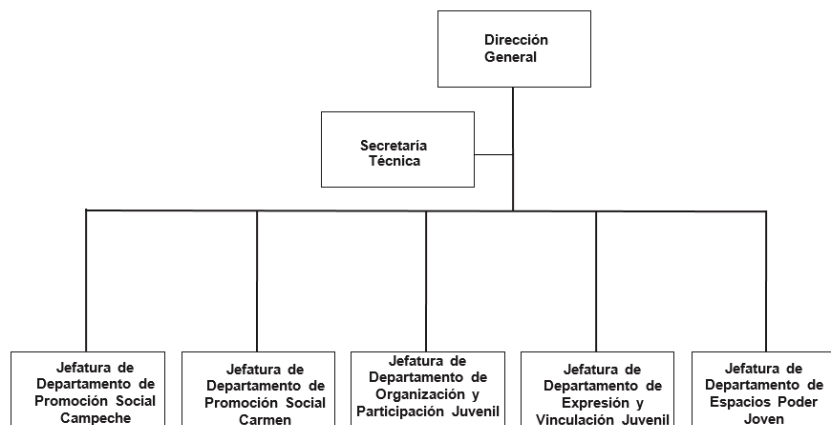 Dirección
General
Secretaría
Técnica
Jefatura de
Departamento de
Promoción Social
Campeche
Jefatura de
Departamento de
Promoción Social
Carmen
Jefatura de
Departamento de
Organización y
Participación Juvenil
Jefatura de
Departamento de
Expresión y
Vinculación Juvenil
Jefatura de
Departamento de
Espacios Poder
Joven